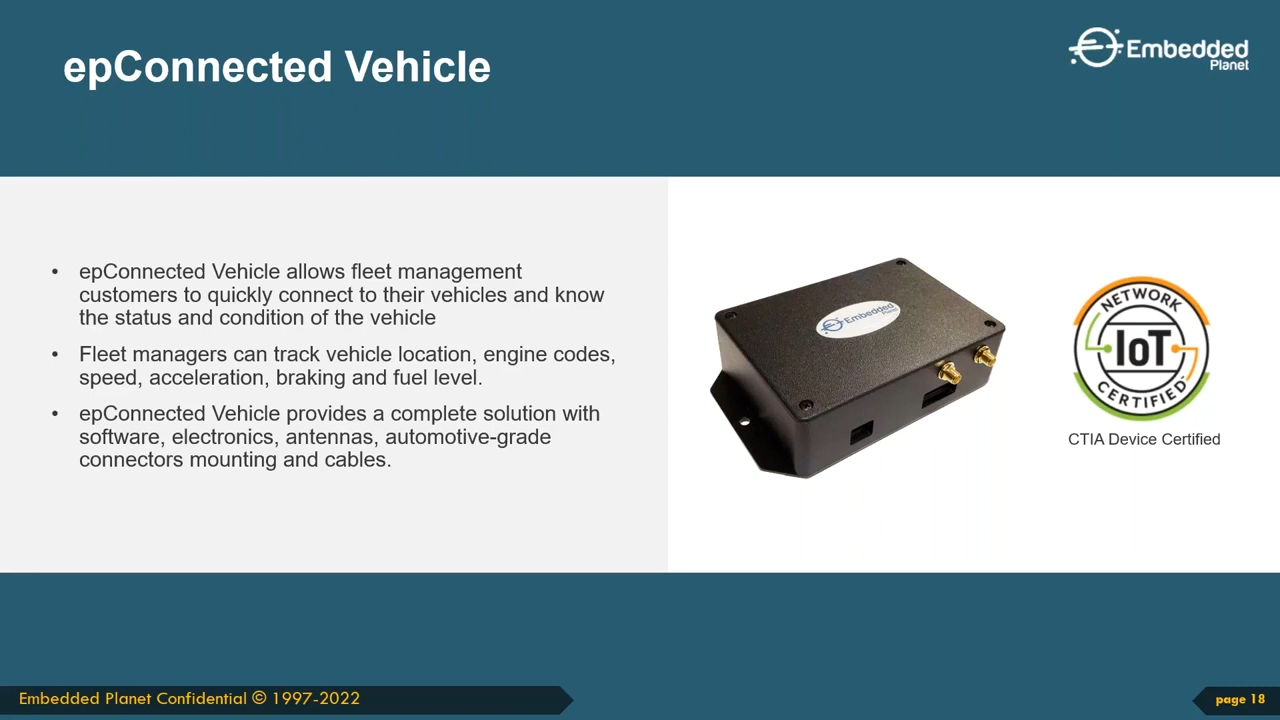 epConnected Vehicle
Embedded
Planet
• epConnected Vehicle allows fleet management
customers to quickly connect to their vehicles and know
the status and condition of the vehicle
• Fleet managers can track vehicle location, engine codes,
speed, acceleration, braking and fuel level.
• epConnected Vehicle provides a complete solution with
software, electronics, antennas, automotive-grade
connectors mounting and cables.
Embedded
Planet
NETWORK
IoT
CERTIFIED
CTIA Device Certified
Embedded Planet Confidential © 1997-2022
page 18